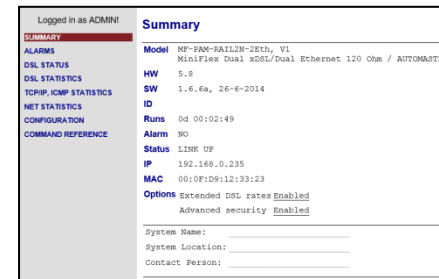 Logged in as ADMIN!
SUMMARY
ALARMS
DSL STATUS
DSL STATISTICS
TCP/IP, ICMP STATISTICS
NET STATISTICS
CONFIGURATION
COMMAND REFERENCE
Summary
Model MF-PAM-RAIL2N-2Eth, V1
MiniFlex Dual xDSL/Dual Ethernet 120 Ohm / AUTOMAST
HW 5.8
SW 1.6.6a, 26-6-2014
ID
Runs 0d 00:02:49
Alarm NO
Status LINK UP
IP 192.168.0.235
MAC 00:0F:D9:12:33:23
Options Extended DSL rates Enabled
Advanced security Enabled
System Name:
System Location:
Contact Person: